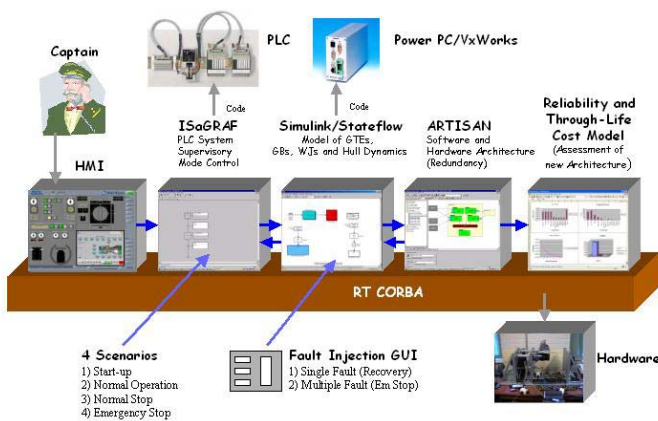 Captain
HMI
PLC
Power PC/VxWorks
Code
Code
ISaGRAF
PLC System
Supervisory
Mode Control
Simulink/Stateflow
Model of GTEs,
GBs, WJs and Hull Dynamics
ARTISAN
Software and
Hardware Architecture
(Redundancy)
Reliability and
Through-Life
Cost Model
(Assessment of
new Architecture)
RT CORBA
4 Scenarios
1) Start-up
2) Normal Operation
3) Normal Stop
4) Emergency Stop
Fault Injection GUI
1) Single Fault (Recovery)
2) Multiple Fault (Em Stop)
Hardware